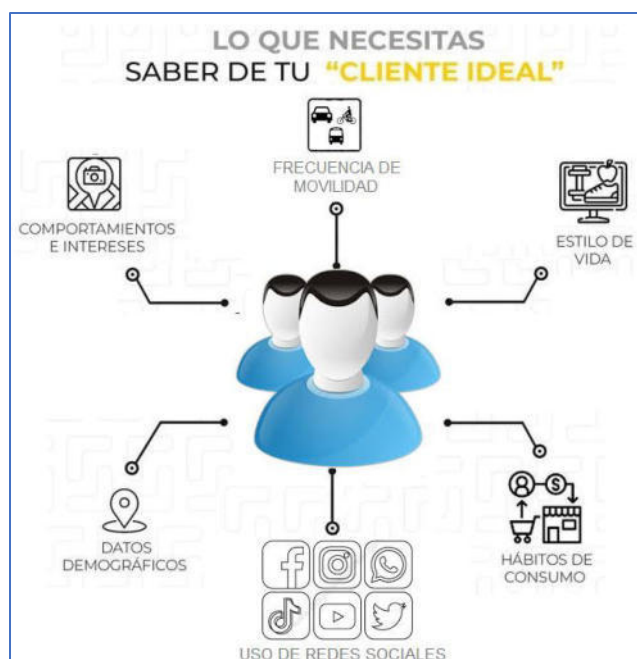 LO QUE NECESITAS
SABER DE TU “CLIENTE IDEAL”
FRECUENCIA DE
MOVILIDAD
COMPORTAMIENTOS
E INTERESES
ESTILO DE
VIDA
DATOS
DEMOGRÁFICOS
HÁBITOS DE
CONSUMO
USO DE REDES SOCIALES